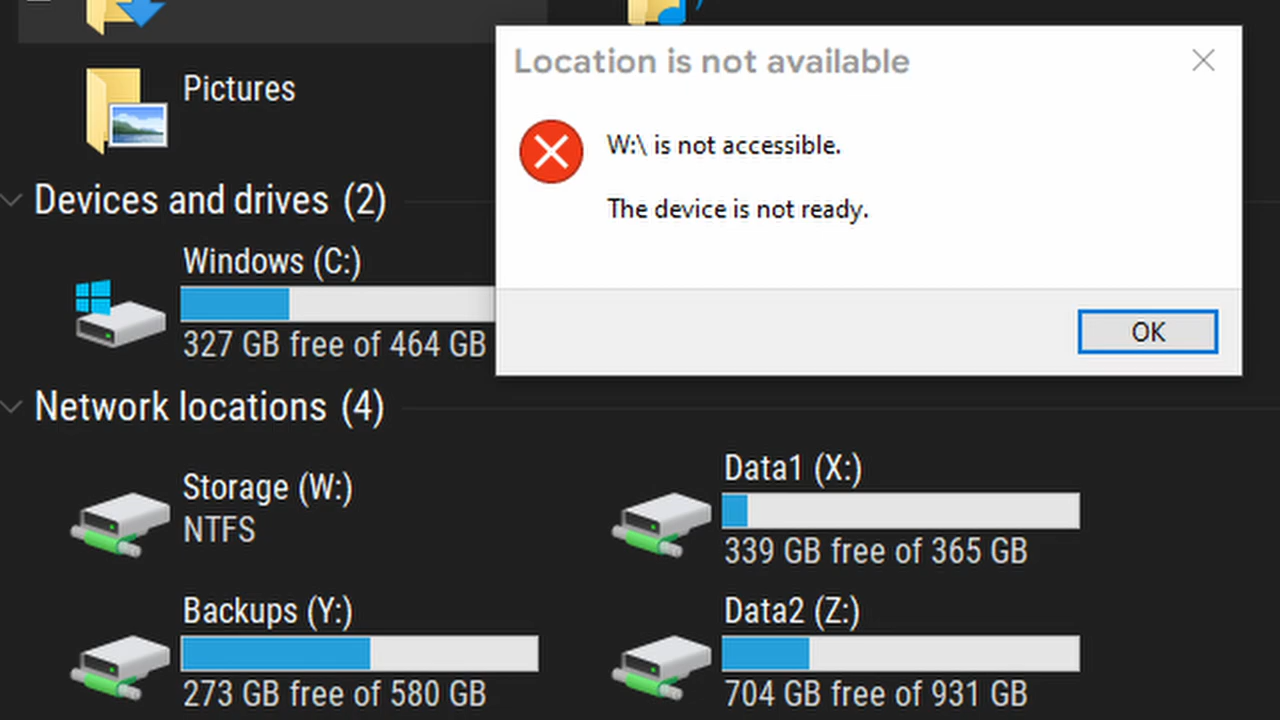 Pictures
Location is not available
W:\ is not accessible.
The device is not ready.
OK
Devices and drives (2)
Windows (C:)
327 GB free of 464 GB
Network locations (4)
Storage (W:)
NTFS
Data1 (X:)
339 GB free of 365 GB
Backups (Y:)
273 GB free of 580 GB
Data2 (Z:)
704 GB free of 931 GB